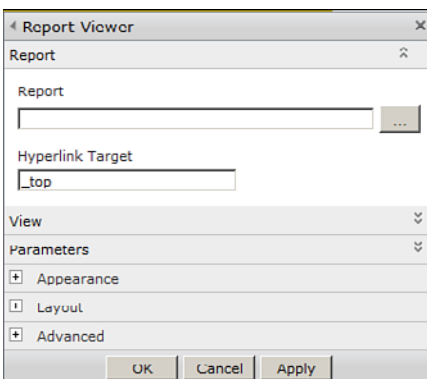 Report Viewer
Report
Report
...
Hyperlink Target
_top
View
Parameters
Appearance
Layout
Advanced
OK Cancel Apply